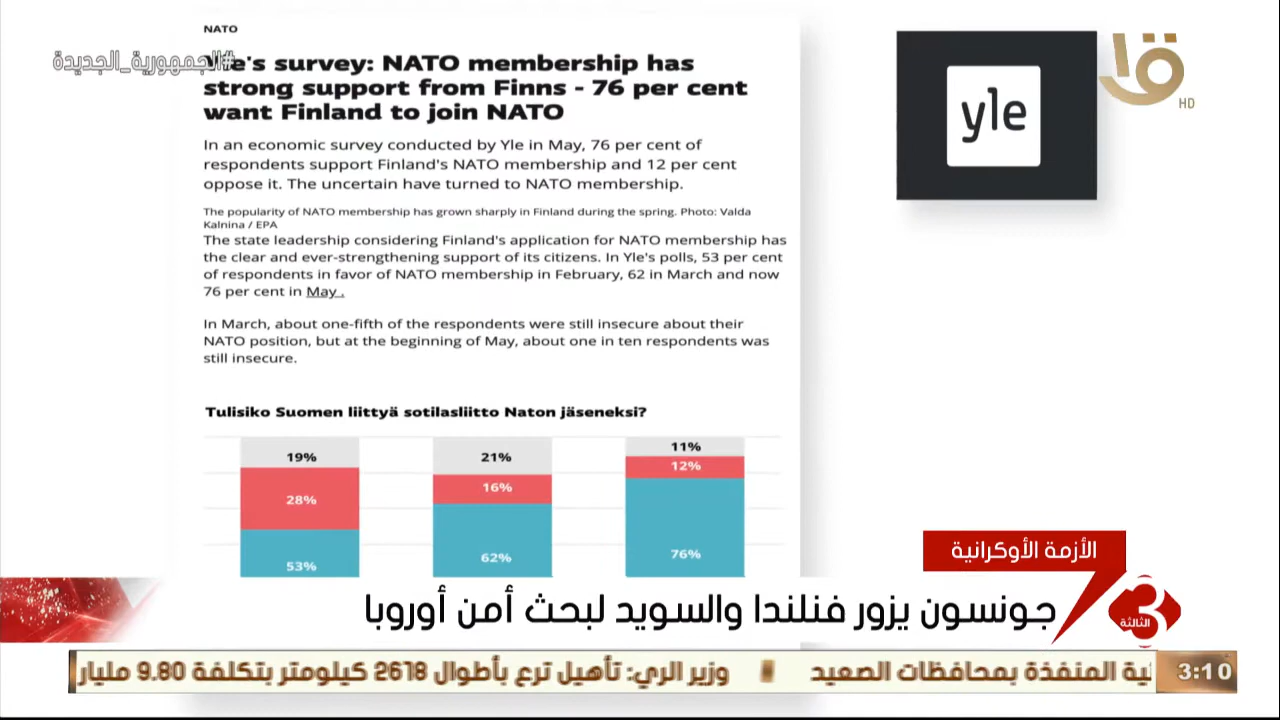 NATO
#الجمهورية_الجديدة
's survey: NATO membership has
strong support from Finns - 76 per cent
want Finland to join NATO
In an economic survey conducted by Yle in May, 76 per cent of
respondents support Finland's NATO membership and 12 per cent
oppose it. The uncertain have turned to NATO membership.
The popularity of NATO membership has grown sharply in Finland during the spring. Photo: Valda
Kalnina / EPA
The state leadership considering Finland's application for NATO membership has
the clear and ever-strengthening support of its citizens. In Yle's polls, 53 per cent
of respondents in favor of NATO membership in February, 62 in March and now
76 per cent in May .
In March, about one-fifth of the respondents were still insecure about their
NATO position, but at the beginning of May, about one in ten respondents was
still insecure.
Tulisiko Suomen liittyä sotilasliitto Naton jäseneksi?
19% 21% 11%
28% 16% 12%
53% 62% 76%
yle
HD
الأزمة الأوكرانية
جونسون يزور فنلندا والسويد لبحث أمن أوروبا
3
الثالثة
المنفذة بمحافظات الصعيد
وزير الري: تأهيل ترع بأطوال 2678 كيلومتر بتكلفة 9.80 مليار
3:10